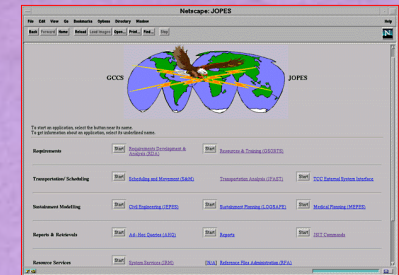 Netscape: JOPES
File Edit View Go Bookmarks Options Directory Window Help
Back Forward Home Reload Load Images Open... Print... Find... Stop
N
GCCS JOPES
To start an application, select the button near its name.
To get information about an application, select its underlined name.
Requirements Start Requirements Development & Analysis (RDA) Start Resources & Training (GSORTS)
Transportation/ Scheduling Start Scheduling and Movement (S&M) Transportation Analysis (JFAST) Start TCC External System Interface
Sustainment Modelling Start Civil Engineering (JEPES) Start Sustainment Planning (LOGSAFE) Start Medical Planning (MEPES)
Reports & Retrievals Start Ad-Hoc Queries (AHQ) Start Reports Start JNET Commands
Resource Services Start System Services (JRM) [N/A] Reference Files Administration (RFA)